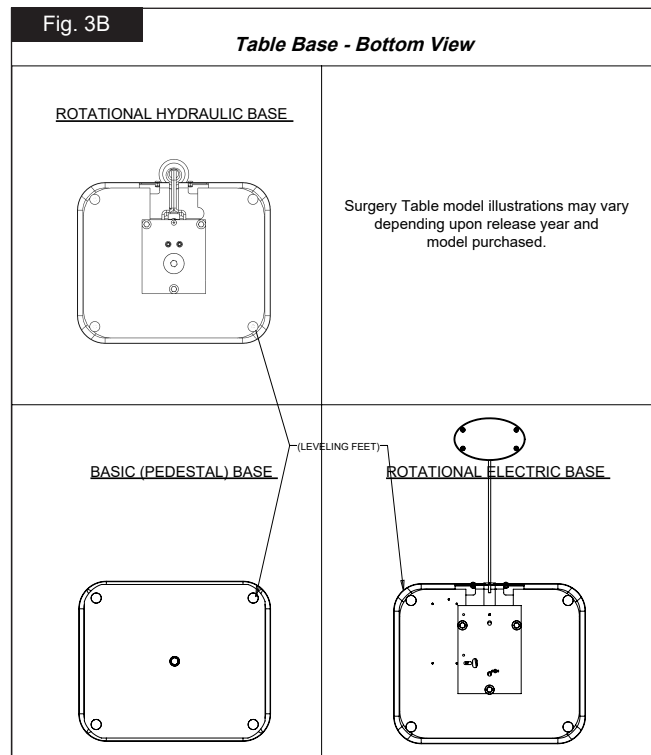 Fig. 3B
Table Base - Bottom View
ROTATIONAL HYDRAULIC BASE
Surgery Table model illustrations may vary
depending upon release year and
model purchased.
(LEVELING FEET)
BASIC (PEDESTAL) BASE
ROTATIONAL ELECTRIC BASE